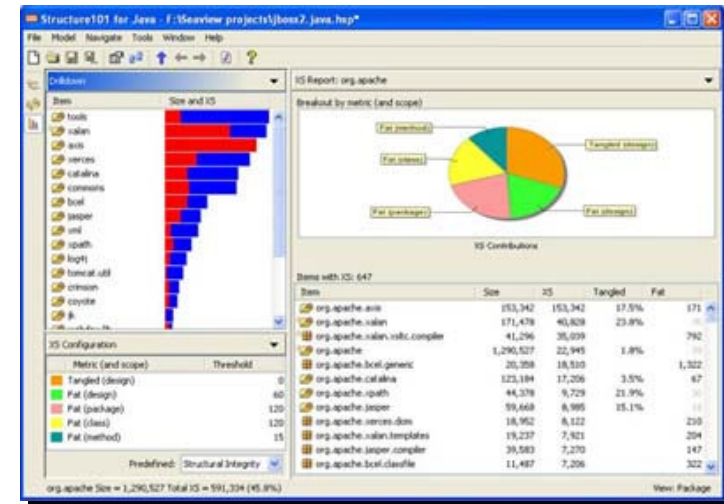 Structure101 for Java - F:\Seaview projects\jboss2.java.hsp*
File Model Navigate Tools Window Help
Drilldown
Item Size and XS
tools
xalan
axis
xerces
catalina
commons
bcel
jasper
xml
xpath
log4j
tomcat.util
crimson
coyote
jk
XS Configuration
Metric (and scope) Threshold
Tangled (design) 0
Fat (design) 60
Fat (package) 120
Fat (class) 120
Fat (method) 15
Predefined: Structural Integrity
XS Report: org.apache
Breakout by metric (and scope)
Fat (method)
Tangled (design)
Fat (class)
Fat (package)
Fat (design)
XS Contributions
Items with XS: 647
Item Size XS Tangled Fat
org.apache.axis 153,342 153,342 17.5% 171
org.apache.xalan 171,478 40,828 23.8%
org.apache.xalan.xsltc.compiler 41,296 35,039 792
org.apache 1,290,527 22,945 1.8%
org.apache.bcel.generic 20,358 18,510 1,322
org.apache.catalina 123,184 17,206 3.5% 67
org.apache.xpath 44,378 9,729 21.9%
org.apache.jasper 59,668 8,985 15.1%
org.apache.xerces.dom 18,952 8,122 210
org.apache.xalan.templates 19,237 7,921 204
org.apache.jasper.compiler 39,583 7,270 147
org.apache.bcel.classfile 11,487 7,206 322
org.apache Size = 1,290,527 Total XS = 591,334 (45.8%) View: Package